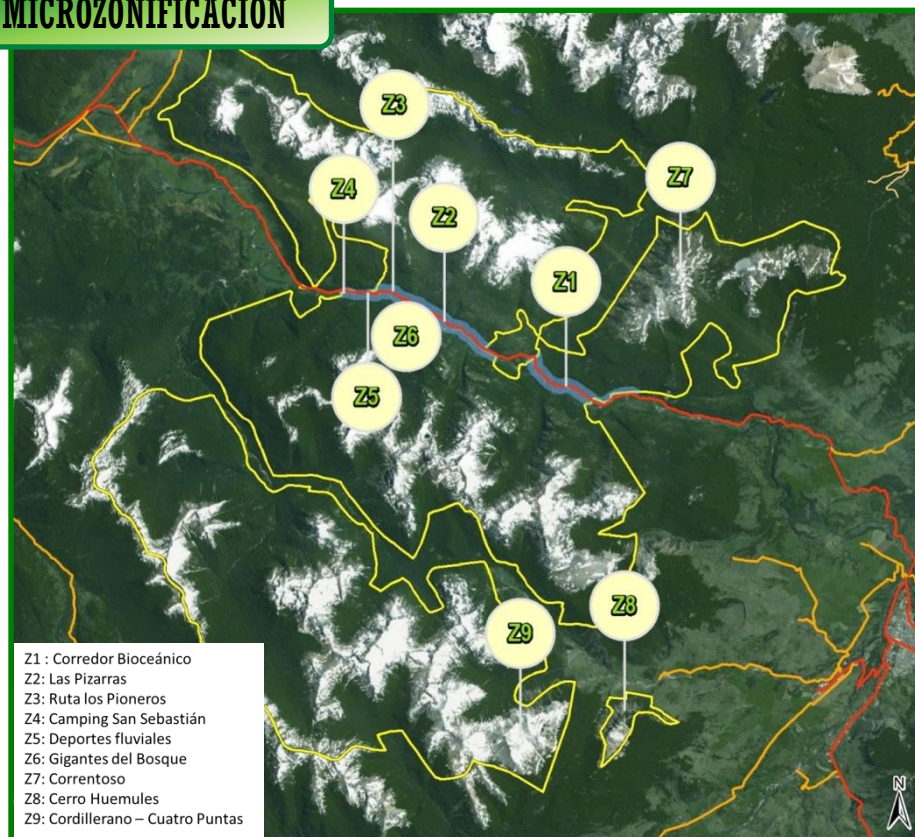 MICROZONIFICACIÓN
Z3
Z7
Z4
Z2
Z1
Z6
Z5
Z8
Z9
Z1 : Corredor Bioceánico
Z2: Las Pizarras
Z3: Ruta los Pioneros
Z4: Camping San Sebastián
Z5: Deportes fluviales
Z6: Gigantes del Bosque
Z7: Correntoso
Z8: Cerro Huemules
Z9: Cordillerano – Cuatro Puntas
N